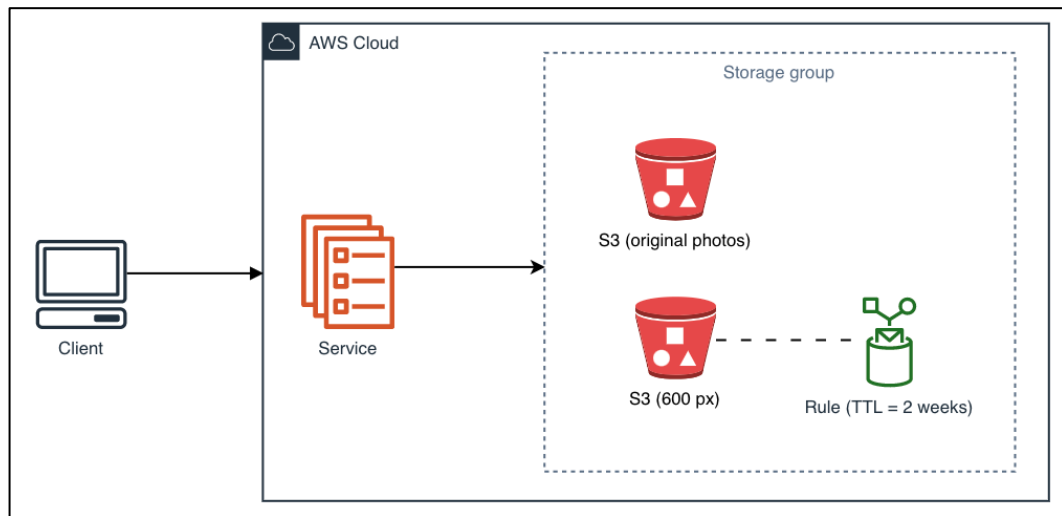 AWS Cloud
Storage group
S3 (original photos)
Client
Service
S3 (600 px)
Rule (TTL = 2 weeks)